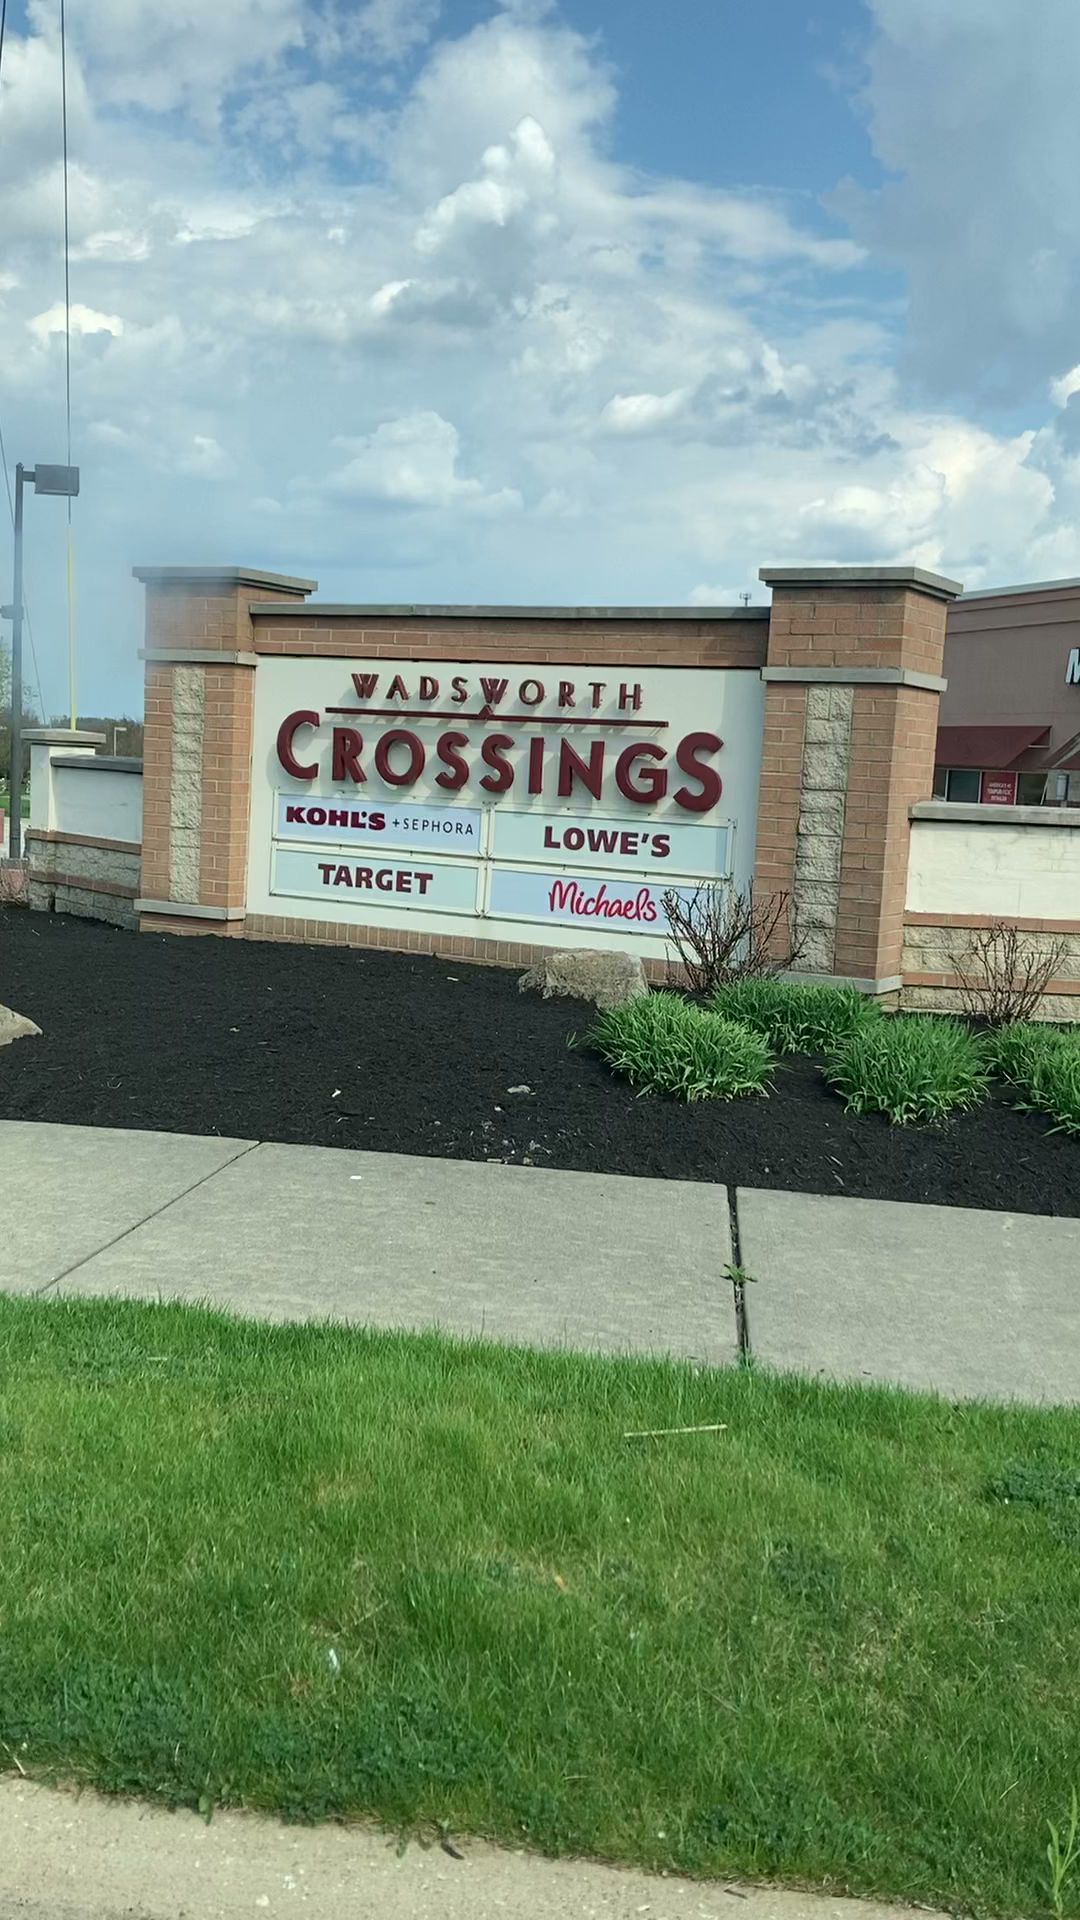 WADSWORTH
CROSSINGS
KOHL'S +SEPHORA
LOWE'S
TARGET
Michaels
M